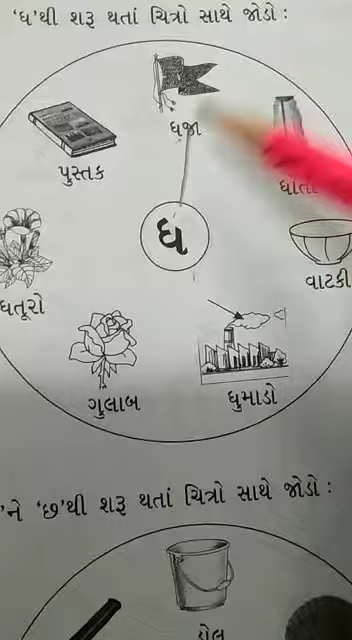 'ધ'થી શરૂ થતાં ચિત્રો સાથે જોડો :
ધજા
પુસ્તક
ધોતી
ધ
વાટકી
ધતૂરો
ગુલાબ
ધુમાડો
'ને 'છ'થી શરૂ થતાં ચિત્રો સાથે જોડો :